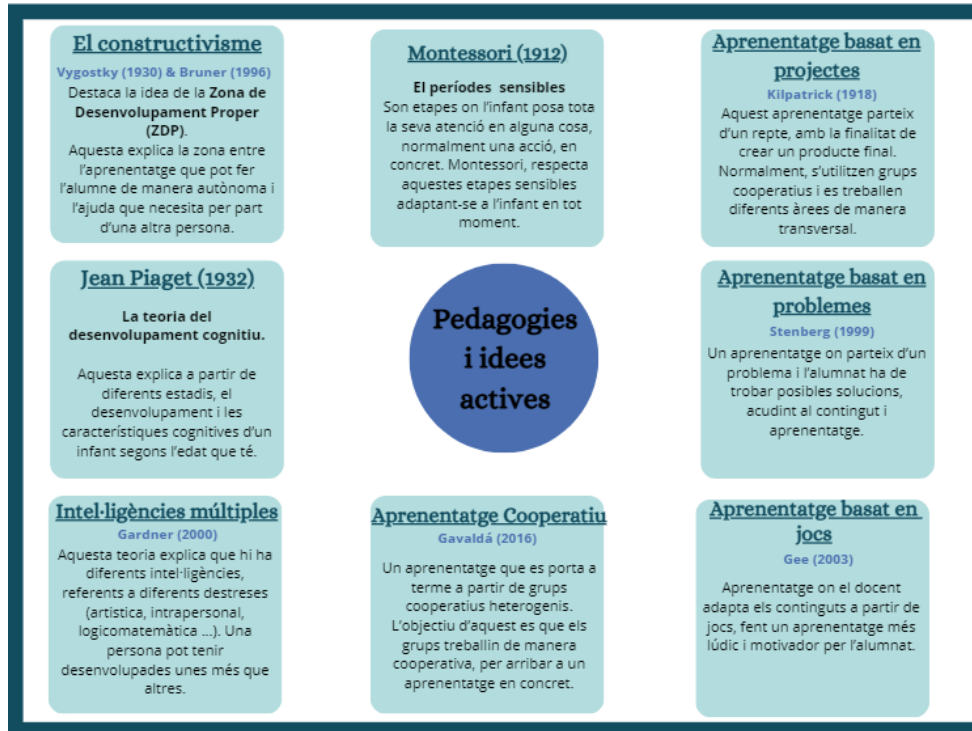 El constructivisme
Vygostky (1930) & Bruner (1996)
Destaca la idea de la Zona de
Desenvolupament Proper
(ZDP).
Aquesta explica la zona entre
l'aprenentatge que pot fer
l'alumne de manera autònoma i
l'ajuda que necessita per part
d'una altra persona.
Montessori (1912)
El períodes sensibles
Son etapes on l'infant posa tota
la seva atenció en alguna cosa,
normalment una acció, en
concret. Montessori, respecta
aquestes etapes sensibles
adaptant-se a l'infant en tot
moment.
Aprenentatge basat en
projectes
Kilpatrick (1918)
Aquest aprenentatge parteix
d'un repte, amb la finalitat de
crear un producte final.
Normalment, s'utilitzen grups
cooperatius i es treballen
diferents àrees de manera
transversal.
Jean Piaget (1932)
La teoria del
desenvolupament cognitiu.
Aquesta explica a partir de
diferents estadis, el
desenvolupament i les
característiques cognitives d'un
infant segons l'edat que té.
Pedagogies
i idees
actives
Aprenentatge basat en
problemes
Stenberg (1999)
Un aprenentatge on parteix d'un
problema i l'alumnat ha de
trobar posibles solucions,
acudint al contingut i
aprenentatge.
Intel·ligències múltiples
Gardner (2000)
Aquesta teoria explica que hi ha
diferents intel·ligències,
referents a diferents destreses
(artistica, intrapersonal,
logicomatemàtica ...). Una
persona pot tenir
desenvolupades unes més que
altres.
Aprenentatge Cooperatiu
Gavaldá (2016)
Un aprenentatge que es porta a
terme a partir de grups
cooperatius heterogenis.
L'objectiu d'aquest es que els
grups treballin de manera
cooperativa, per arribar a un
aprenentatge en concret.
Aprenentatge basat en
jocs
Gee (2003)
Aprenentatge on el docent
adapta els continguts a partir de
jocs, fent un aprenentatge més
lúdic i motivador per l'alumnat.